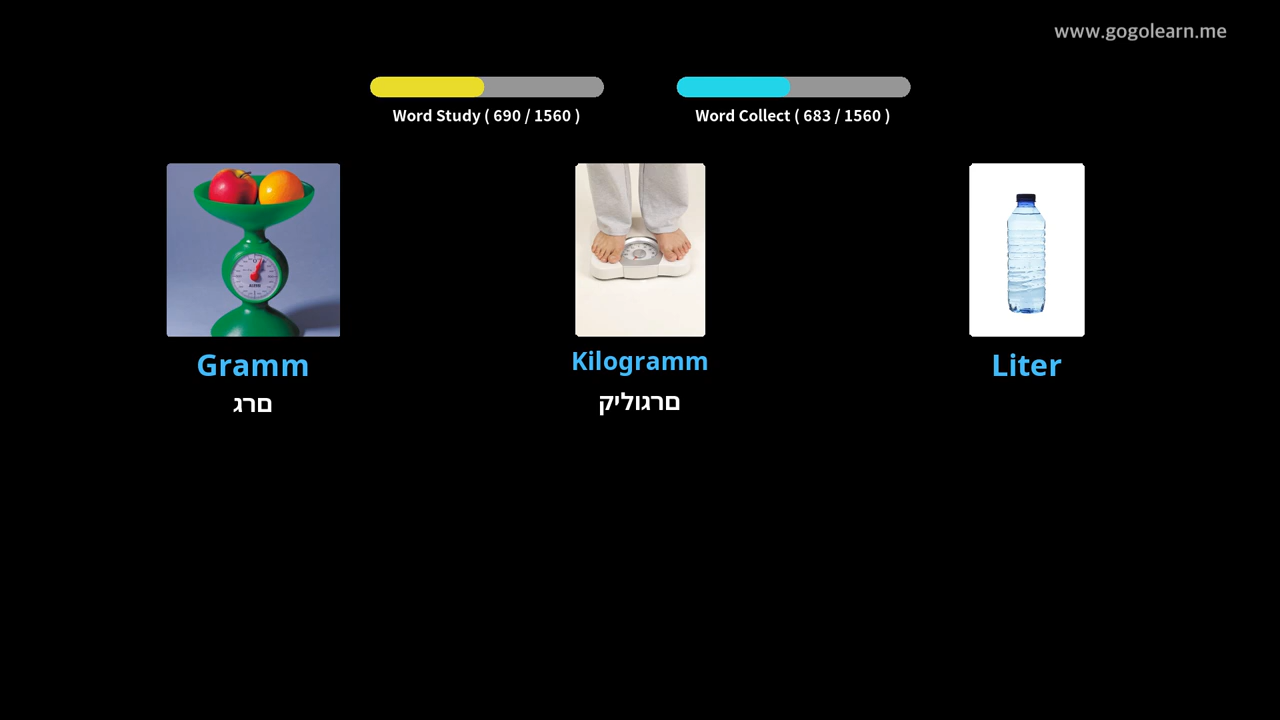 www.gogolearn.me
Word Study ( 690 / 1560 )
Word Collect ( 683 / 1560 )
Gramm
םרג
Kilogramm
םרגוליק
Liter